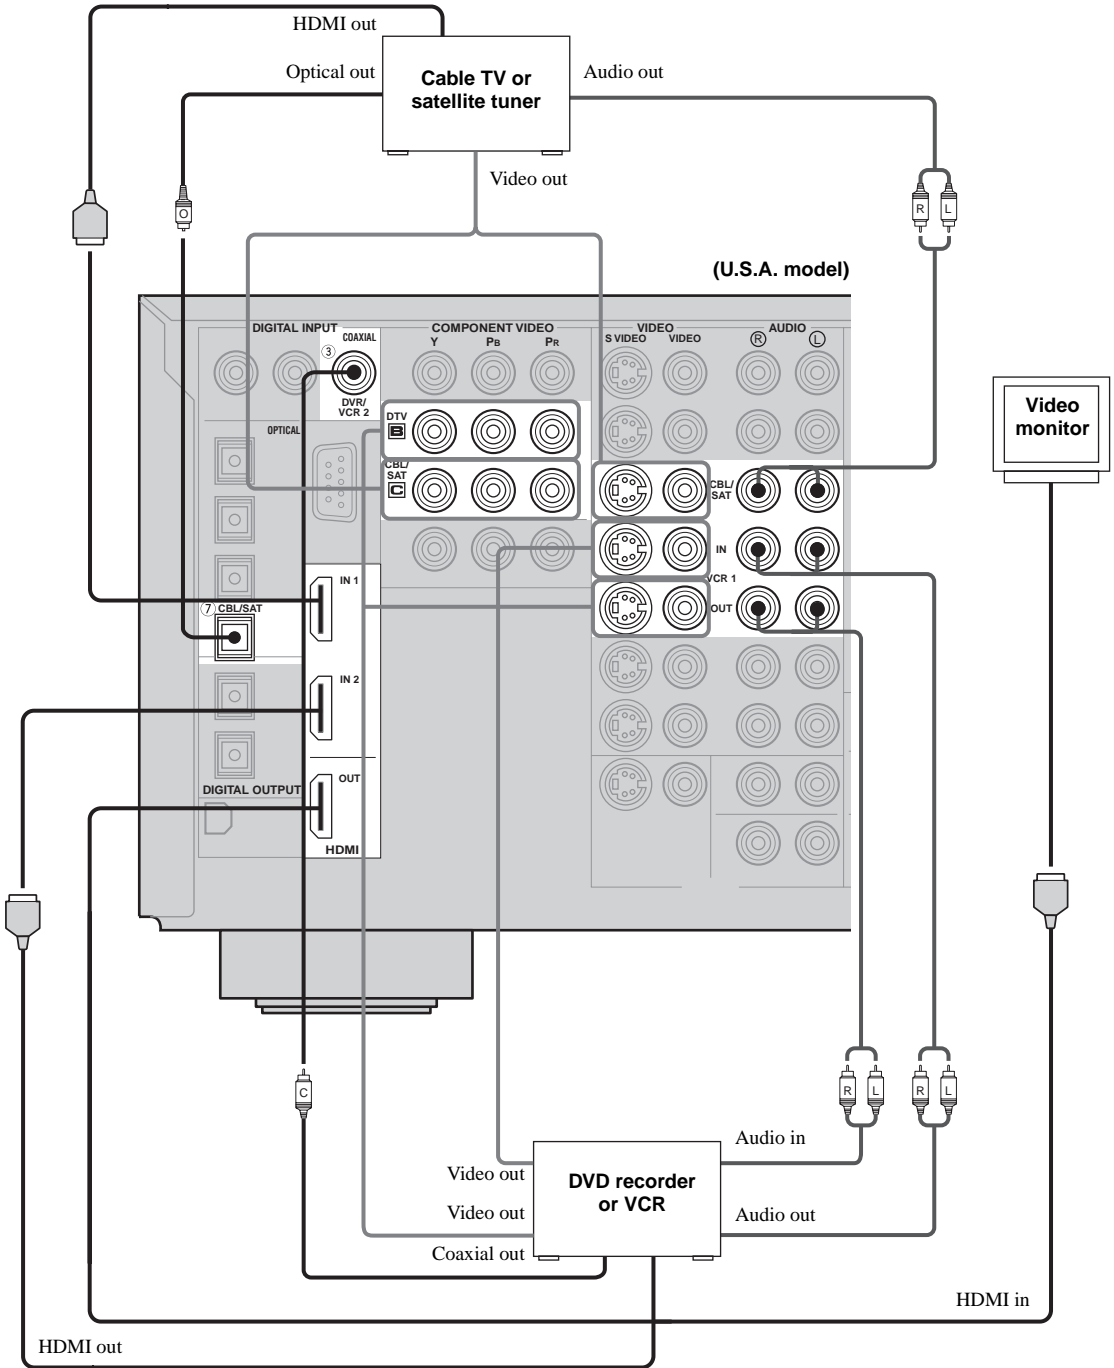 HDMI out
Optical out
Cable TV or
satellite tuner
Audio out
Video out
O
R L
(U.S.A. model)
DIGITAL INPUT
COMPONENT VIDEO
VIDEO
AUDIO
③ COAXIAL
Y PB PR
S VIDEO VIDEO
Ⓡ Ⓛ
DVR/
VCR 2
OPTICAL
DTV
B
CBL/
SAT
C
CBL/
SAT
Video
monitor
IN
VCR 1
OUT
IN 1
⑦ CBL/SAT
IN 2
OUT
DIGITAL OUTPUT
HDMI
C
R L
R L
Audio in
Video out
DVD recorder
or VCR
Video out
Audio out
Coaxial out
HDMI in
HDMI out